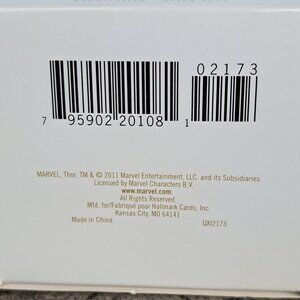 02173
7 95902 20108 1
MARVEL, Thor: TM & © 2011 Marvel Entertainment, LLC. and its Subsidiaries.
Licensed by Marvel Characters B.V.
www.marvel.com.
All Rights Reserved
Mfd. for/Fabriqué pour Hallmark Cards, Inc.
Kansas City, MO 64141
Made in China QXI2173